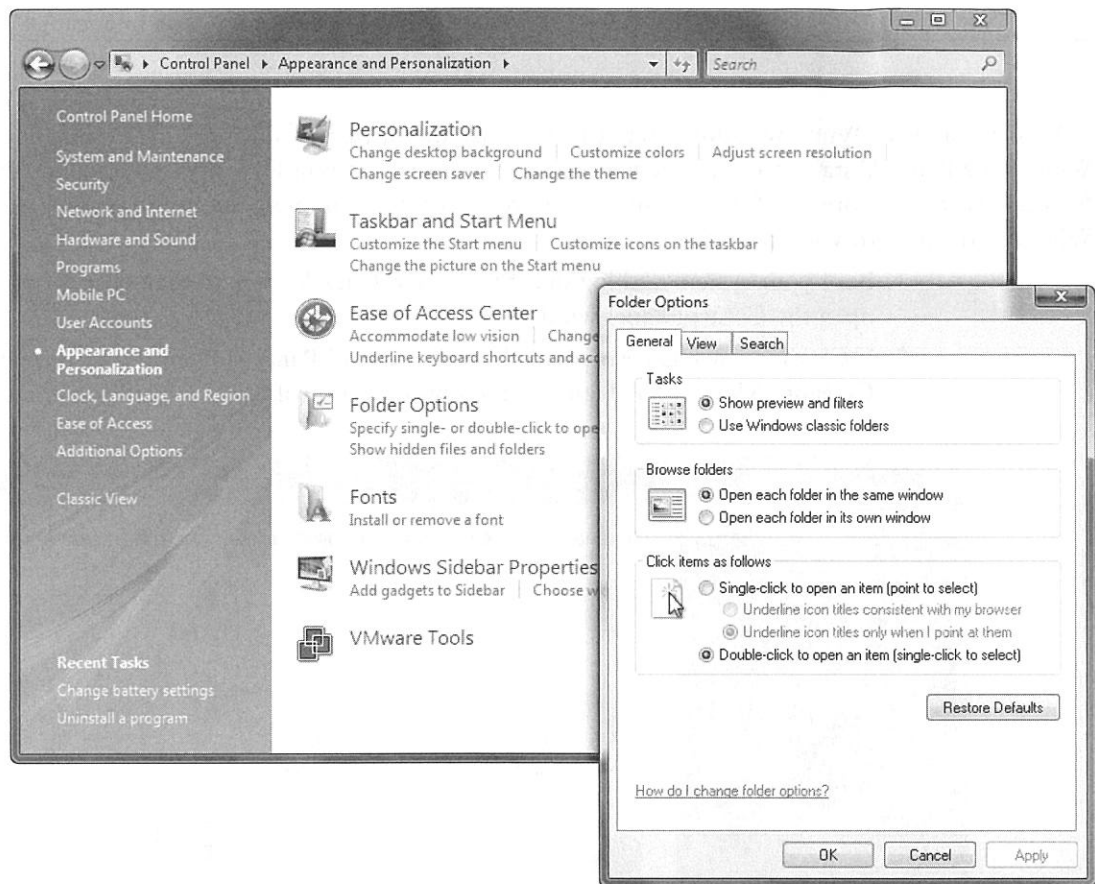 Control Panel ▸ Appearance and Personalization ▸
Search
Control Panel Home
System and Maintenance
Security
Network and Internet
Hardware and Sound
Programs
Mobile PC
User Accounts
Appearance and
Personalization
Clock, Language, and Region
Ease of Access
Additional Options
Classic View
Recent Tasks
Change battery settings
Uninstall a program
Personalization
Change desktop background | Customize colors | Adjust screen resolution |
Change screen saver | Change the theme
Taskbar and Start Menu
Customize the Start menu | Customize icons on the taskbar |
Change the picture on the Start menu
Ease of Access Center
Accommodate low vision | Change
Underline keyboard shortcuts and acc
Folder Options
Specify single- or double-click to ope
Show hidden files and folders
Fonts
Install or remove a font
Windows Sidebar Properties
Add gadgets to Sidebar | Choose w
VMware Tools
Folder Options
General View Search
Tasks
Show preview and filters
Use Windows classic folders
Browse folders
Open each folder in the same window
Open each folder in its own window
Click items as follows
Single-click to open an item (point to select)
Underline icon titles consistent with my browser
Underline icon titles only when I point at them
Double-click to open an item (single-click to select)
Restore Defaults
How do I change folder options?
OK Cancel Apply